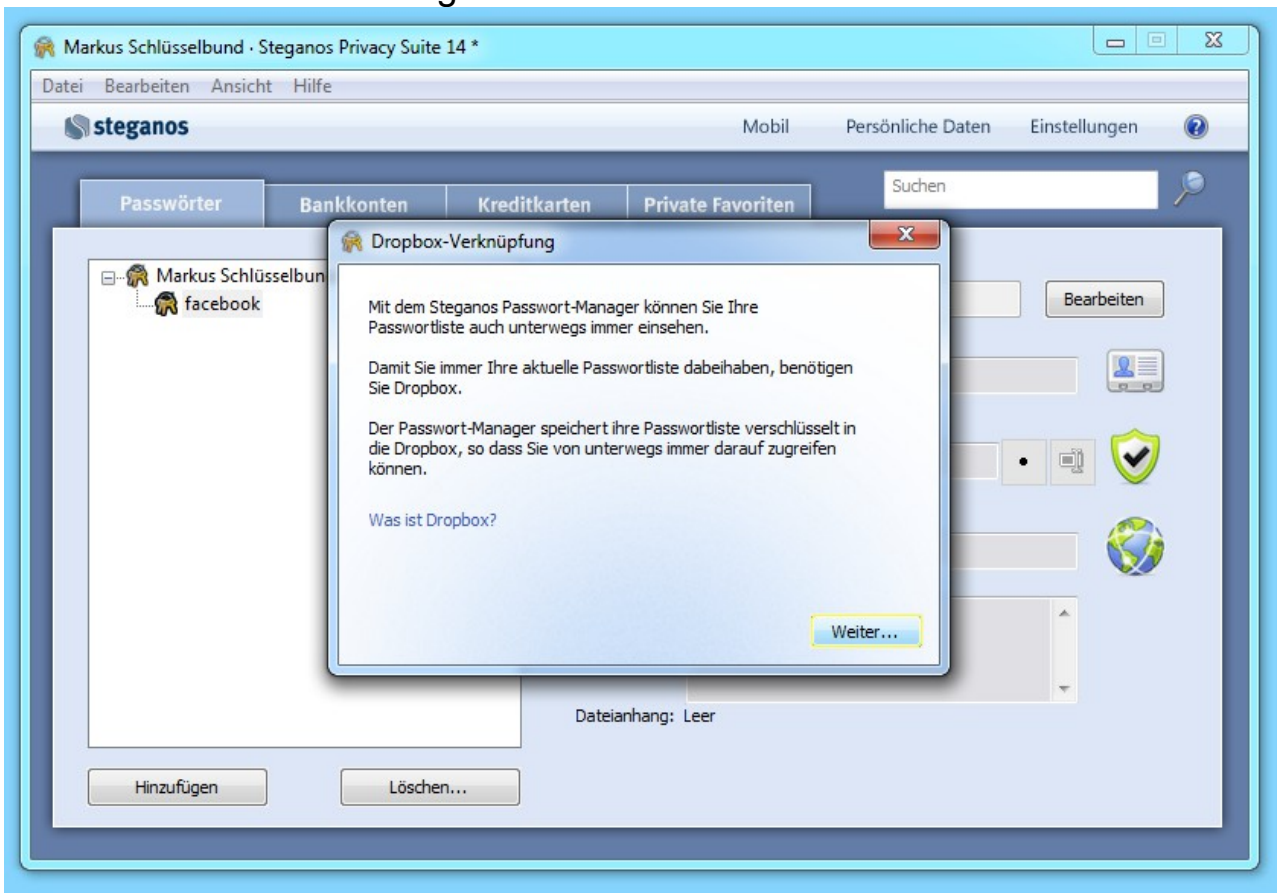 Markus Schlüsselbund · Steganos Privacy Suite 14 *
Datei Bearbeiten Ansicht Hilfe
steganos Mobil Persönliche Daten Einstellungen
Suchen
Passwörter Bankkonten Kreditkarten Private Favoriten
Dropbox-Verknüpfung
Markus Schlüsselbun
facebook
Bearbeiten
Mit dem Steganos Passwort-Manager können Sie Ihre
Passwortliste auch unterwegs immer einsehen.
Damit Sie immer Ihre aktuelle Passwortliste dabeihaben, benötigen
Sie Dropbox.
Der Passwort-Manager speichert ihre Passwortliste verschlüsselt in
die Dropbox, so dass Sie von unterwegs immer darauf zugreifen
können.
Was ist Dropbox?
Weiter...
Dateianhang: Leer
Hinzufügen Löschen...